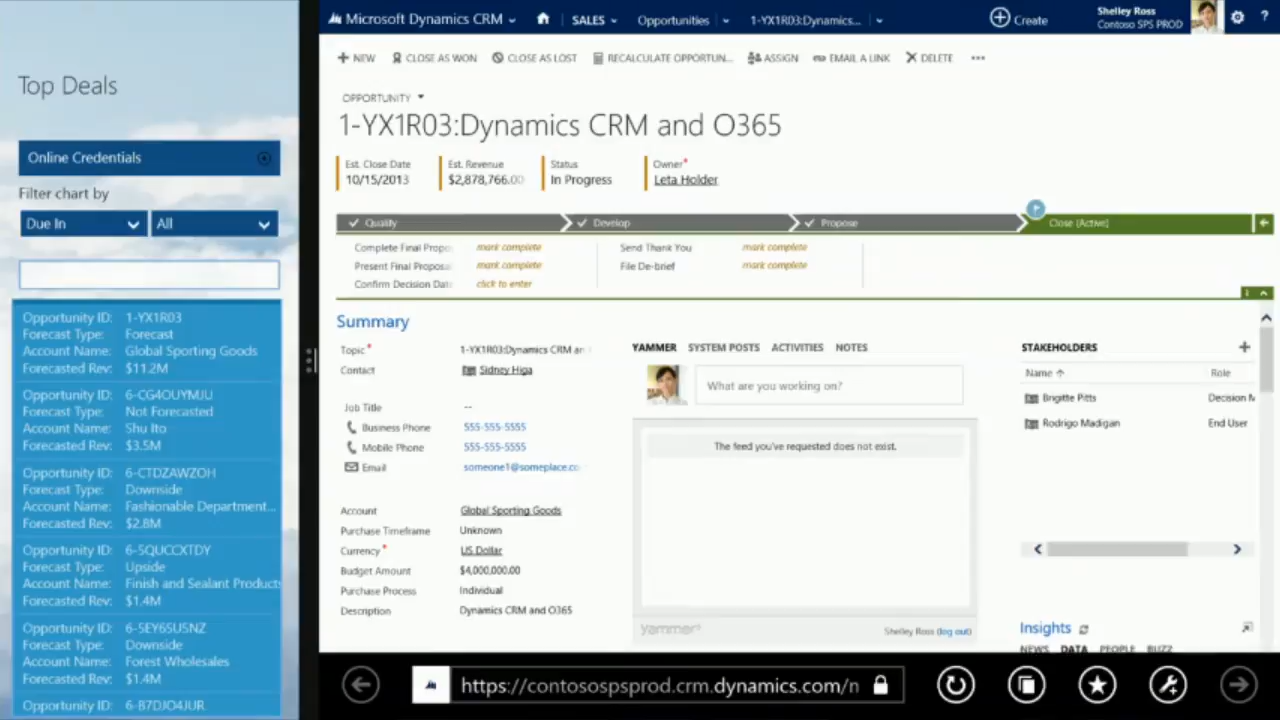 Top Deals
Online Credentials
Filter chart by
Due In All
Opportunity ID: 1-YX1R03
Forecast Type: Forecast
Account Name: Global Sporting Goods
Forecasted Rev: $11.2M
Opportunity ID: 6-CG4OUYMJU
Forecast Type: Not Forecasted
Account Name: Shu Ito
Forecasted Rev: $3.5M
Opportunity ID: 6-CTDZAWZOH
Forecast Type: Downside
Account Name: Fashionable Department...
Forecasted Rev: $2.8M
Opportunity ID: 6-5QUCCXTDY
Forecast Type: Upside
Account Name: Finish and Sealant Products
Forecasted Rev: $1.4M
Opportunity ID: 6-5EY6SUSNZ
Forecast Type: Downside
Account Name: Forest Wholesales
Forecasted Rev: $1.4M
Opportunity ID: 6-B7DJO4JUR
Microsoft Dynamics CRM SALES Opportunities 1-YX1R03:Dynamics... Create Shelley Ross
Contoso SPS PROD
?
NEW CLOSE AS WON CLOSE AS LOST RECALCULATE OPPORTUN... ASSIGN EMAIL A LINK DELETE ...
OPPORTUNITY
1-YX1R03:Dynamics CRM and O365
Est. Close Date Est. Revenue Status Owner*
10/15/2013 $2,878,766.00 In Progress Leta Holder
Qualify Develop Propose Close (Active)
Complete Final Propo mark complete Send Thank You mark complete
Present Final Proposa mark complete File De-brief mark complete
Confirm Decision Date click to enter
Summary
Topic* 1-YX1R03:Dynamics CRM an
Contact Sidney Higa
Job Title --
Business Phone 555-555-5555
Mobile Phone 555-555-5555
Email someone1@someplace.co
Account Global Sporting Goods
Purchase Timeframe Unknown
Currency* US Dollar
Budget Amount $4,000,000.00
Purchase Process Individual
Description Dynamics CRM and O365
YAMMER SYSTEM POSTS ACTIVITIES NOTES
What are you working on?
The feed you've requested does not exist.
yammer
Shelley Ross (log out)
STAKEHOLDERS
Name Role
Brigitte Pitts Decision M
Rodrigo Madigan End User
Insights
NEWS DATA PEOPLE BUZZ
https://contosospsprod.crm.dynamics.com/n